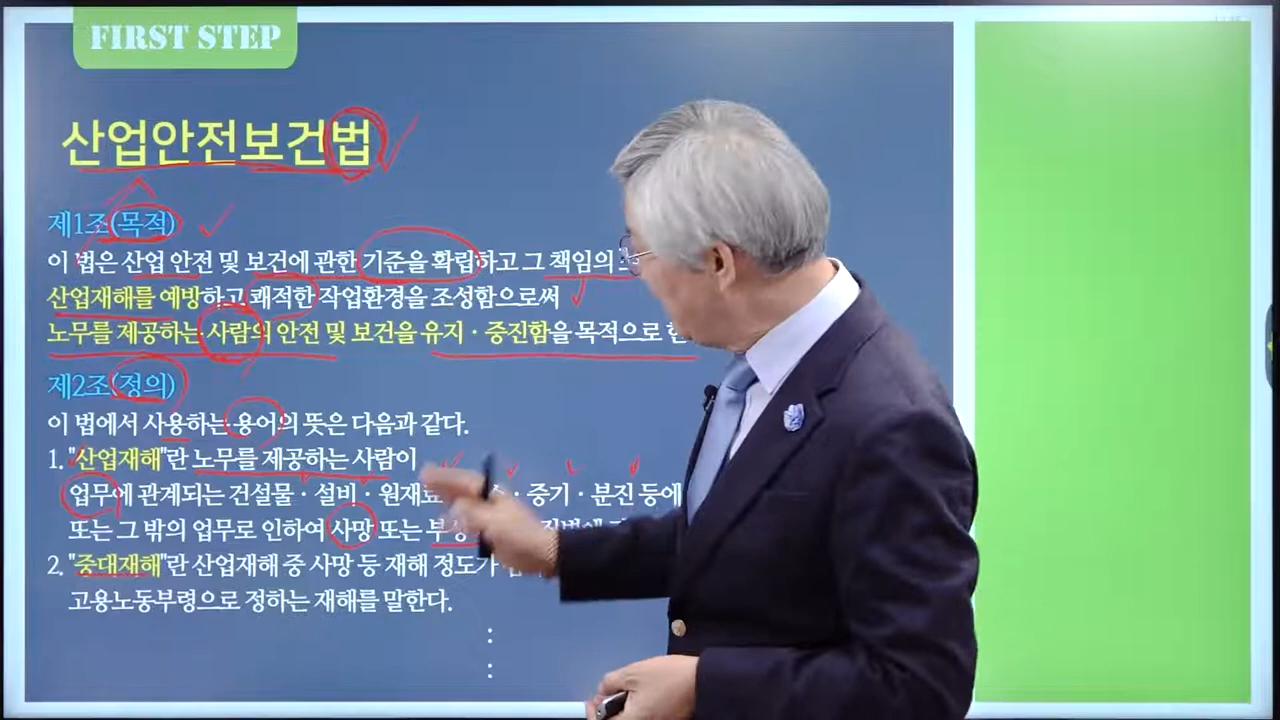 FIRST STEP
산업안전보건법
제1조(목적)
이 법은 산업 안전 및 보건에 관한 기준을 확립하고 그 책임의
산업재해를 예방하고 쾌적한 작업환경을 조성함으로써
노무를 제공하는 사람의 안전 및 보건을 유지 · 증진함을 목적으로
제2조(정의)
이 법에서 사용하는 용어의 뜻은 다음과 같다.
1. "산업재해"란 노무를 제공하는 사람이
업무에 관계되는 건설물 · 설비 · 원재료 · 증기 · 분진 등에
또는 그 밖의 업무로 인하여 사망 또는
2. "중대재해"란 산업재해 중 사망 등 재해 정도가
고용노동부령으로 정하는 재해를 말한다.